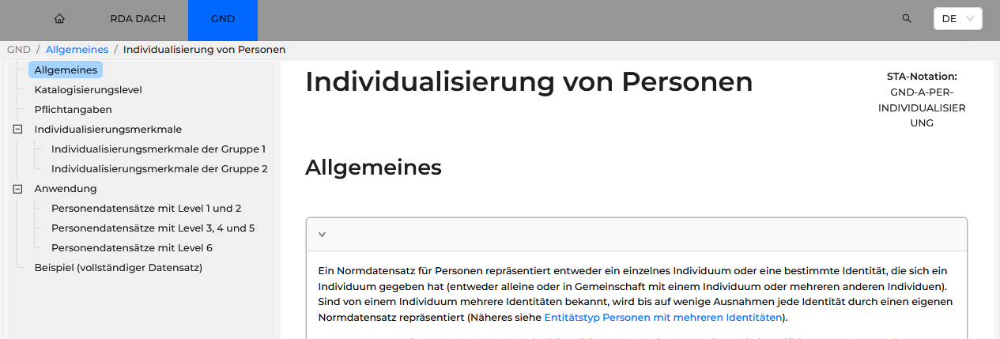 RDA DACH GND DE
GND / Allgemeines / Individualisierung von Personen
Allgemeines
Katalogisierungslevel
Pflichtangaben
Individualisierungsmerkmale
Individualisierungsmerkmale der Gruppe 1
Individualisierungsmerkmale der Gruppe 2
Anwendung
Personendatensätze mit Level 1 und 2
Personendatensätze mit Level 3, 4 und 5
Personendatensätze mit Level 6
Beispiel (vollständiger Datensatz)
Individualisierung von Personen
STA-Notation:
GND-A-PER-
INDIVIDUALISIER
UNG
Allgemeines
Ein Normdatensatz für Personen repräsentiert entweder ein einzelnes Individuum oder eine bestimmte Identität, die sich ein
Individuum gegeben hat (entweder alleine oder in Gemeinschaft mit einem Individuum oder mehreren anderen Individuen).
Sind von einem Individuum mehrere Identitäten bekannt, wird bis auf wenige Ausnahmen jede Identität durch einen eigenen
Normdatensatz repräsentiert (Näheres siehe Entitätstyp Personen mit mehreren Identitäten).